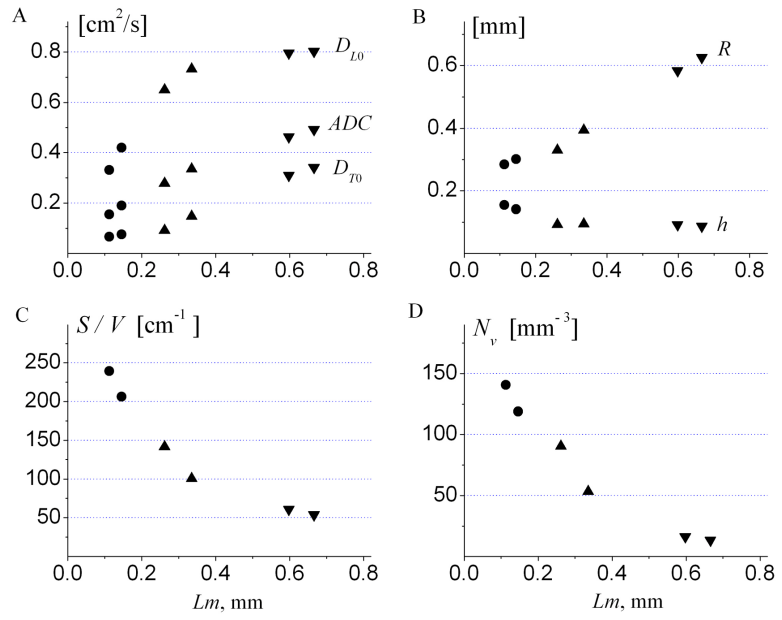 A
[cm²/s]
0.8
0.6
0.4
0.2
D_L0
ADC
D_T0
0.0 0.2 0.4 0.6 0.8
B
[mm]
0.6
0.4
0.2
R
h
0.0 0.2 0.4 0.6 0.8
C
S / V [cm⁻¹]
250
200
150
100
50
0.0 0.2 0.4 0.6 0.8
Lm, mm
D
N_v [mm⁻³]
150
100
50
0.0 0.2 0.4 0.6 0.8
Lm, mm